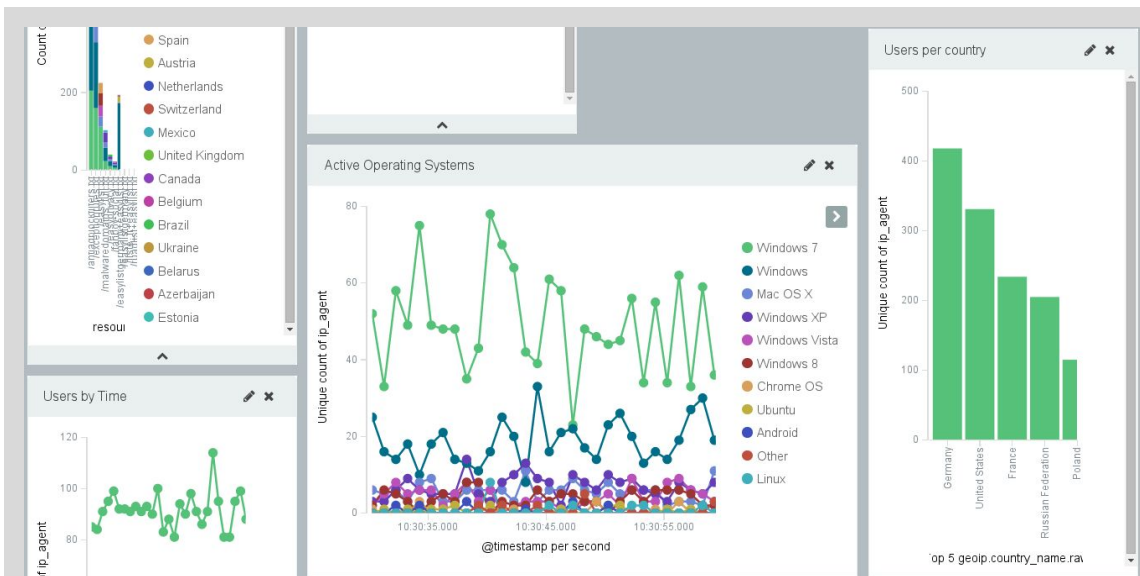 Count o
200
0
resour
Spain
Austria
Netherlands
Switzerland
Mexico
United Kingdom
Canada
Belgium
Brazil
Ukraine
Belarus
Azerbaijan
Estonia
Users by Time
120
100
80
f ip_agent
Active Operating Systems
80
60
40
20
0
Unique count of ip_agent
10:30:35.000
10:30:45.000
10:30:55.000
@timestamp per second
Windows 7
Windows
Mac OS X
Windows XP
Windows Vista
Windows 8
Chrome OS
Ubuntu
Android
Other
Linux
Users per country
500
400
300
200
100
0
Unique count of ip_agent
Germany
United States
France
Russian Federation
Poland
op 5 geoip.country_name.rav